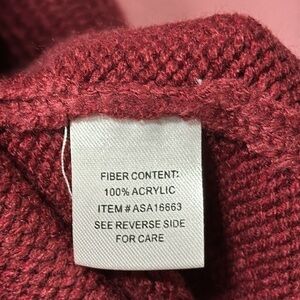 FIBER CONTENT:
100% ACRYLIC
ITEM # ASA16663
SEE REVERSE SIDE
FOR CARE